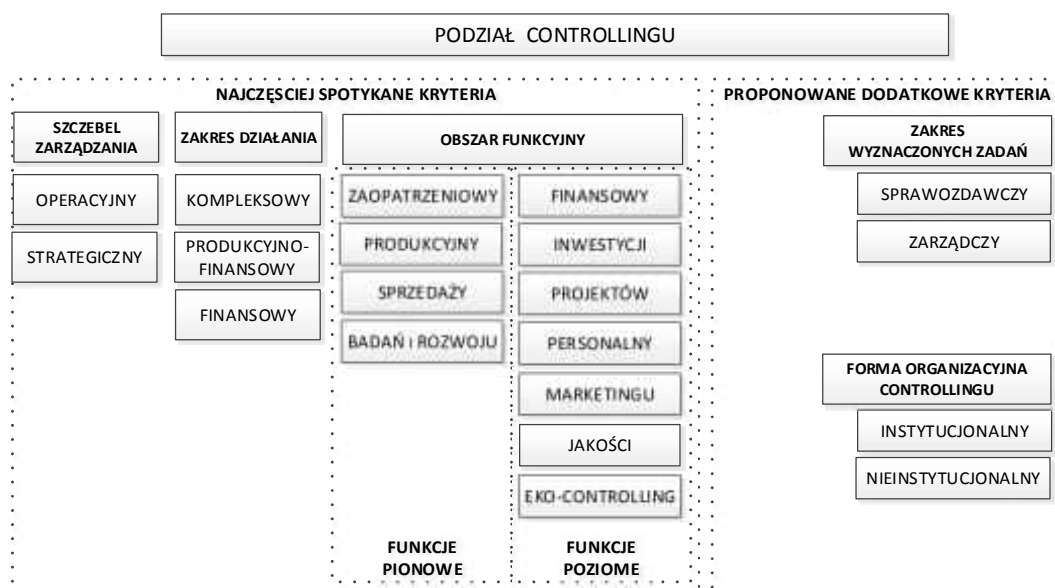 PODZIAŁ CONTROLLINGU
NAJCZĘSCIEJ SPOTYKANE KRYTERIA
SZCZEBEL
ZARZĄDZANIA
OPERACYJNY
STRATEGICZNY
ZAKRES DZIAŁANIA
KOMPLEKSOWY
PRODUKCYJNO-
FINANSOWY
FINANSOWY
OBSZAR FUNKCYJNY
ZAOPATRZENIOWY
PRODUKCYJNY
SPRZEDAŻY
BADAŃ i ROZWOJU
FUNKCJE
PIONOWE
FINANSOWY
INWESTYCJI
PROJEKTÓW
PERSONALNY
MARKETINGU
JAKOŚCI
EKO-CONTROLLING
FUNKCJE
POZIOME
PROPONOWANE DODATKOWE KRYTERIA
ZAKRES
WYZNACZONYCH ZADAŃ
SPRAWOZDAWCZY
ZARZĄDCZY
FORMA ORGANIZACYJNA
CONTROLLINGU
INSTYTUCJONALNY
NIEINSTYTUCJONALNY